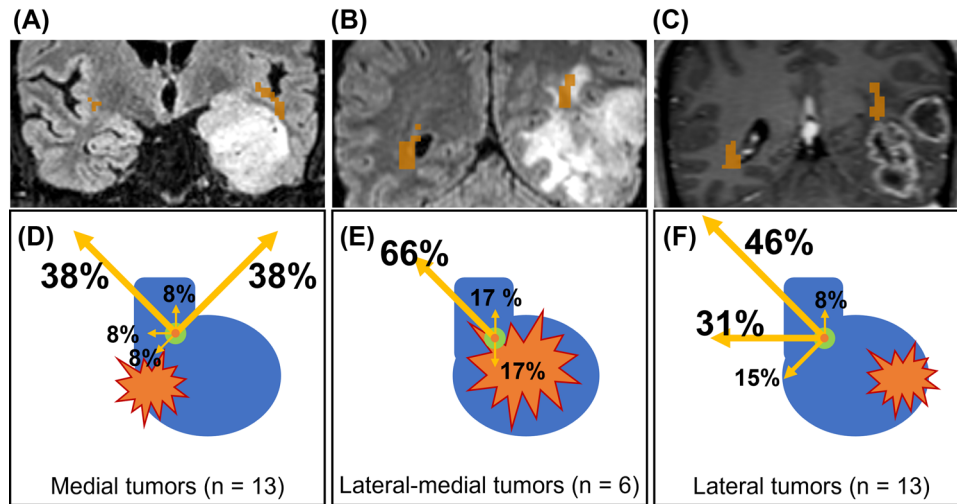 (A)
(B)
(C)
(D)
38%
38%
8%
8%
8%
Medial tumors (n = 13)
(E)
66%
17 %
17%
Lateral-medial tumors (n = 6)
(F)
46%
8%
31%
15%
Lateral tumors (n = 13)